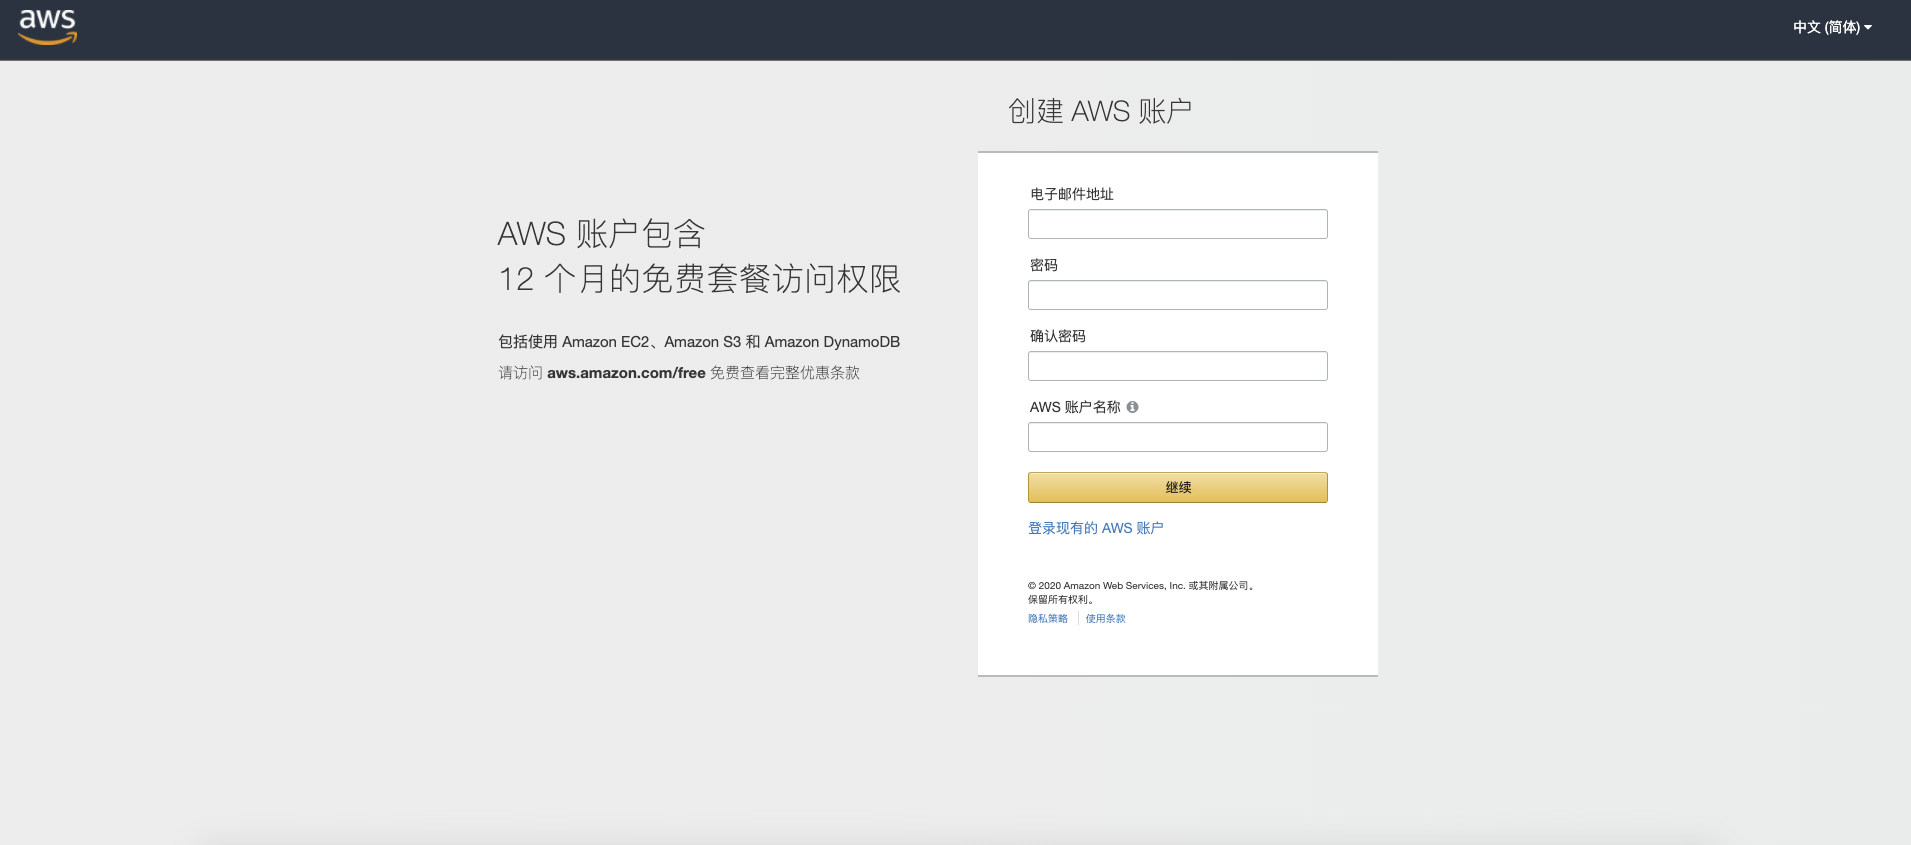 aws
中文 (简体)
创建 AWS 账户
AWS 账户包含
12 个月的免费套餐访问权限
包括使用 Amazon EC2、Amazon S3 和 Amazon DynamoDB
请访问 aws.amazon.com/free 免费查看完整优惠条款
电子邮件地址
密码
确认密码
AWS 账户名称
继续
登录现有的 AWS 账户
© 2020 Amazon Web Services, Inc. 或其附属公司。
保留所有权利。
隐私策略 使用条款